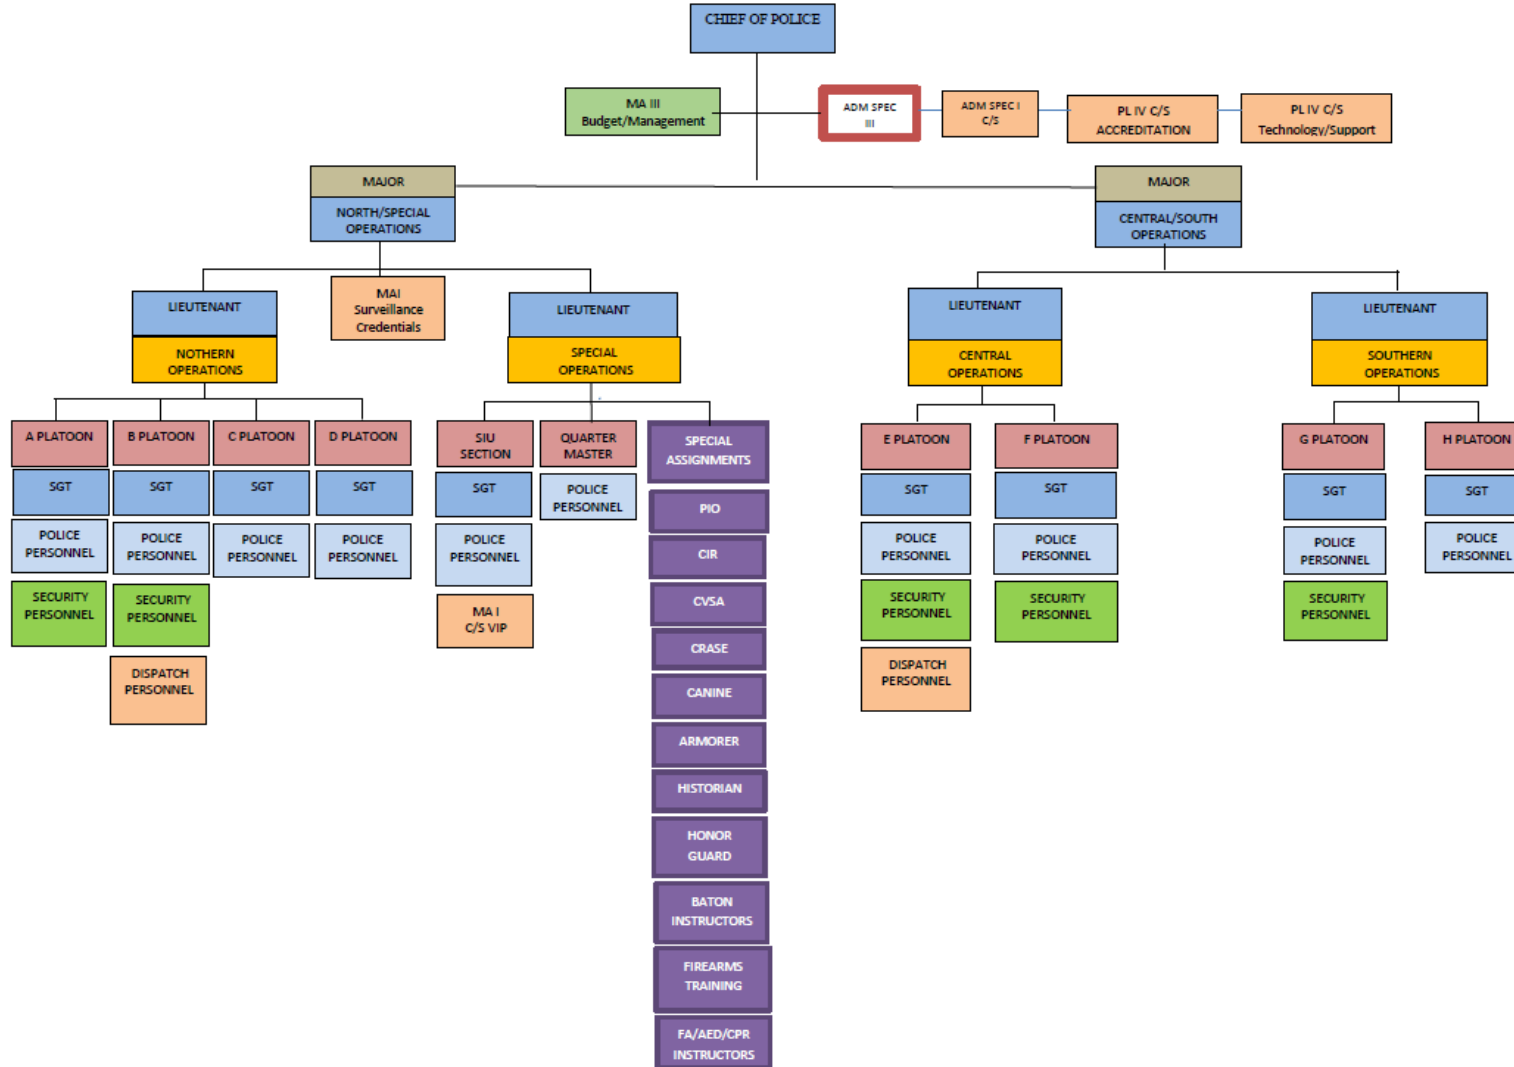 CHIEF OF POLICE
MA III
Budget/Management
ADM SPEC
III
ADM SPEC I
C/S
PL IV C/S
ACCREDITATION
PL IV C/S
Technology/Support
MAJOR
NORTH/SPECIAL
OPERATIONS
MAJOR
CENTRAL/SOUTH
OPERATIONS
LIEUTENANT
NOTHERN
OPERATIONS
MAI
Surveillance
Credentials
LIEUTENANT
SPECIAL
OPERATIONS
LIEUTENANT
CENTRAL
OPERATIONS
LIEUTENANT
SOUTHERN
OPERATIONS
A PLATOON
SGT
POLICE
PERSONNEL
SECURITY
PERSONNEL
B PLATOON
SGT
POLICE
PERSONNEL
SECURITY
PERSONNEL
DISPATCH
PERSONNEL
C PLATOON
SGT
POLICE
PERSONNEL
D PLATOON
SGT
POLICE
PERSONNEL
SIU
SECTION
SGT
POLICE
PERSONNEL
MA I
C/S VIP
QUARTER
MASTER
POLICE
PERSONNEL
SPECIAL
ASSIGNMENTS
PIO
CIR
CVSA
CRASE
CANINE
ARMORER
HISTORIAN
HONOR
GUARD
BATON
INSTRUCTORS
FIREARMS
TRAINING
FA/AED/CPR
INSTRUCTORS
E PLATOON
SGT
POLICE
PERSONNEL
SECURITY
PERSONNEL
DISPATCH
PERSONNEL
F PLATOON
SGT
POLICE
PERSONNEL
SECURITY
PERSONNEL
G PLATOON
SGT
POLICE
PERSONNEL
SECURITY
PERSONNEL
H PLATOON
SGT
POLICE
PERSONNEL